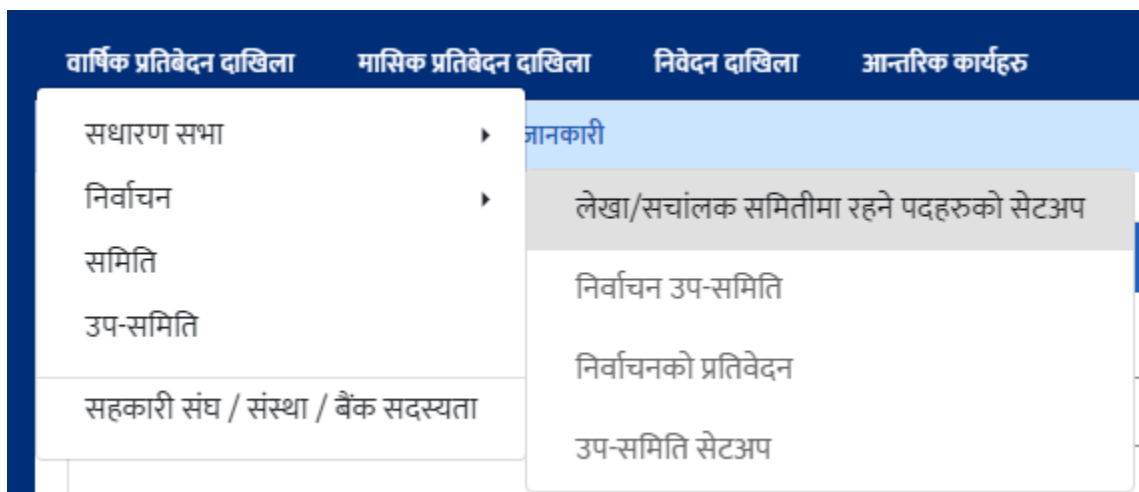 वार्षिक प्रतिबेदन दाखिला मासिक प्रतिबेदन दाखिला निवेदन दाखिला आन्तरिक कार्यहरु
सधारण सभा
जानकारी
निर्वाचन
लेखा/सचांलक समितीमा रहने पदहरुको सेटअप
समिति
निर्वाचन उप-समिति
उप-समिति
निर्वाचनको प्रतिवेदन
सहकारी संघ / संस्था / बैंक सदस्यता
उप-समिति सेटअप